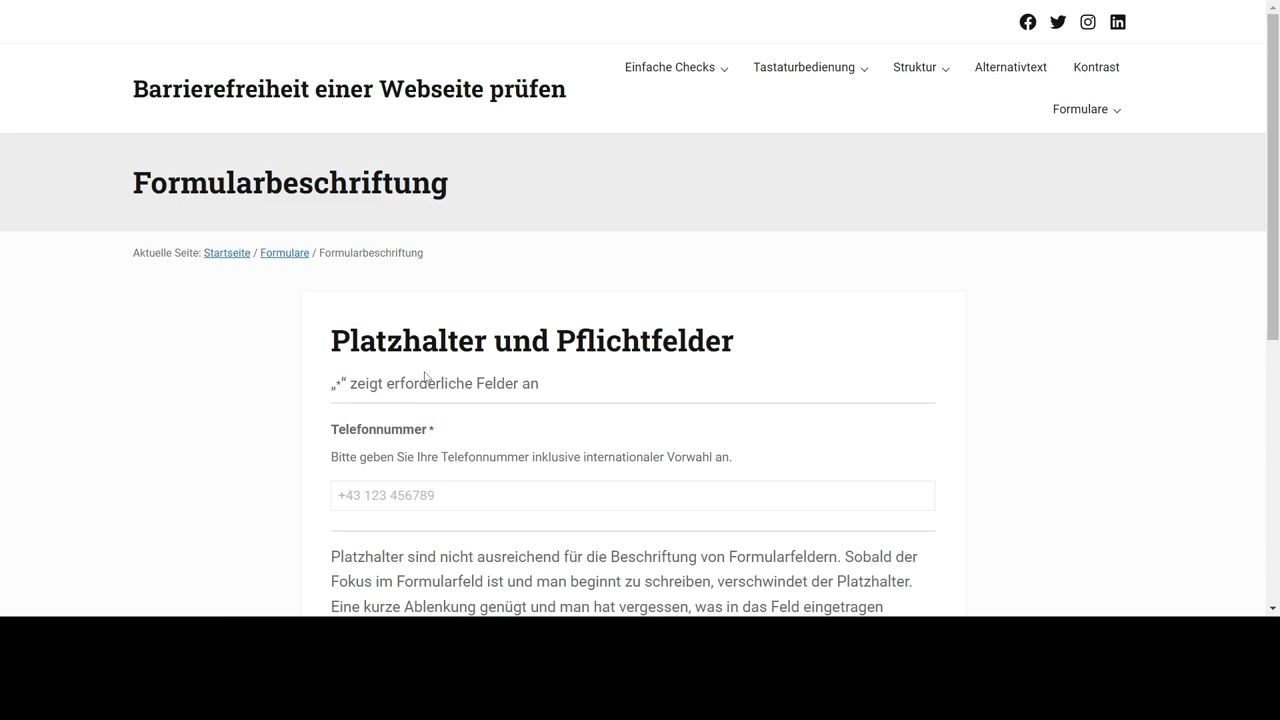 Barrierefreiheit einer Webseite prüfen
Einfache Checks Tastaturbedienung Struktur Alternativtext Kontrast
Formulare
Formularbeschriftung
Aktuelle Seite: Startseite / Formulare / Formularbeschriftung
Platzhalter und Pflichtfelder
„*“ zeigt erforderliche Felder an
Telefonnummer *
Bitte geben Sie Ihre Telefonnummer inklusive internationaler Vorwahl an.
+43 123 456789
Platzhalter sind nicht ausreichend für die Beschriftung von Formularfeldern. Sobald der
Fokus im Formularfeld ist und man beginnt zu schreiben, verschwindet der Platzhalter.
Eine kurze Ablenkung genügt und man hat vergessen, was in das Feld eingetragen